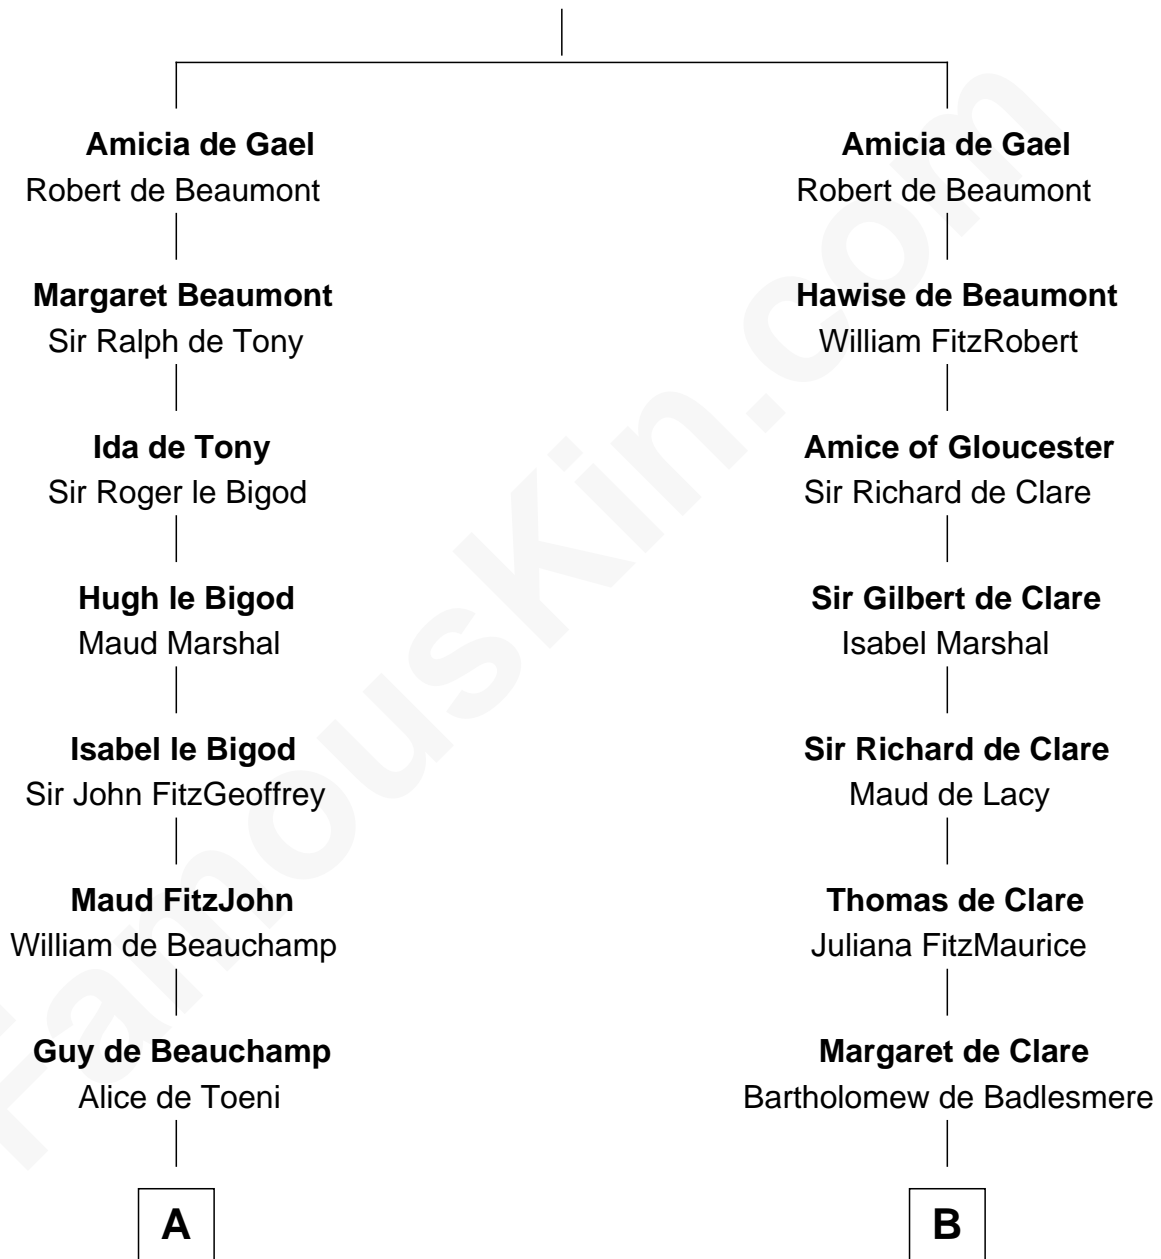 Amicia de Gael
Robert de Beaumont
Margaret Beaumont
Sir Ralph de Tony
Ida de Tony
Sir Roger le Bigod
Hugh le Bigod
Maud Marshal
Isabel le Bigod
Sir John FitzGeoffrey
Maud FitzJohn
William de Beauchamp
Guy de Beauchamp
Alice de Toeni
A
Amicia de Gael
Robert de Beaumont
Hawise de Beaumont
William FitzRobert
Amice of Gloucester
Sir Richard de Clare
Sir Gilbert de Clare
Isabel Marshal
Sir Richard de Clare
Maud de Lacy
Thomas de Clare
Juliana FitzMaurice
Margaret de Clare
Bartholomew de Badlesmere
B
FamousKin.com